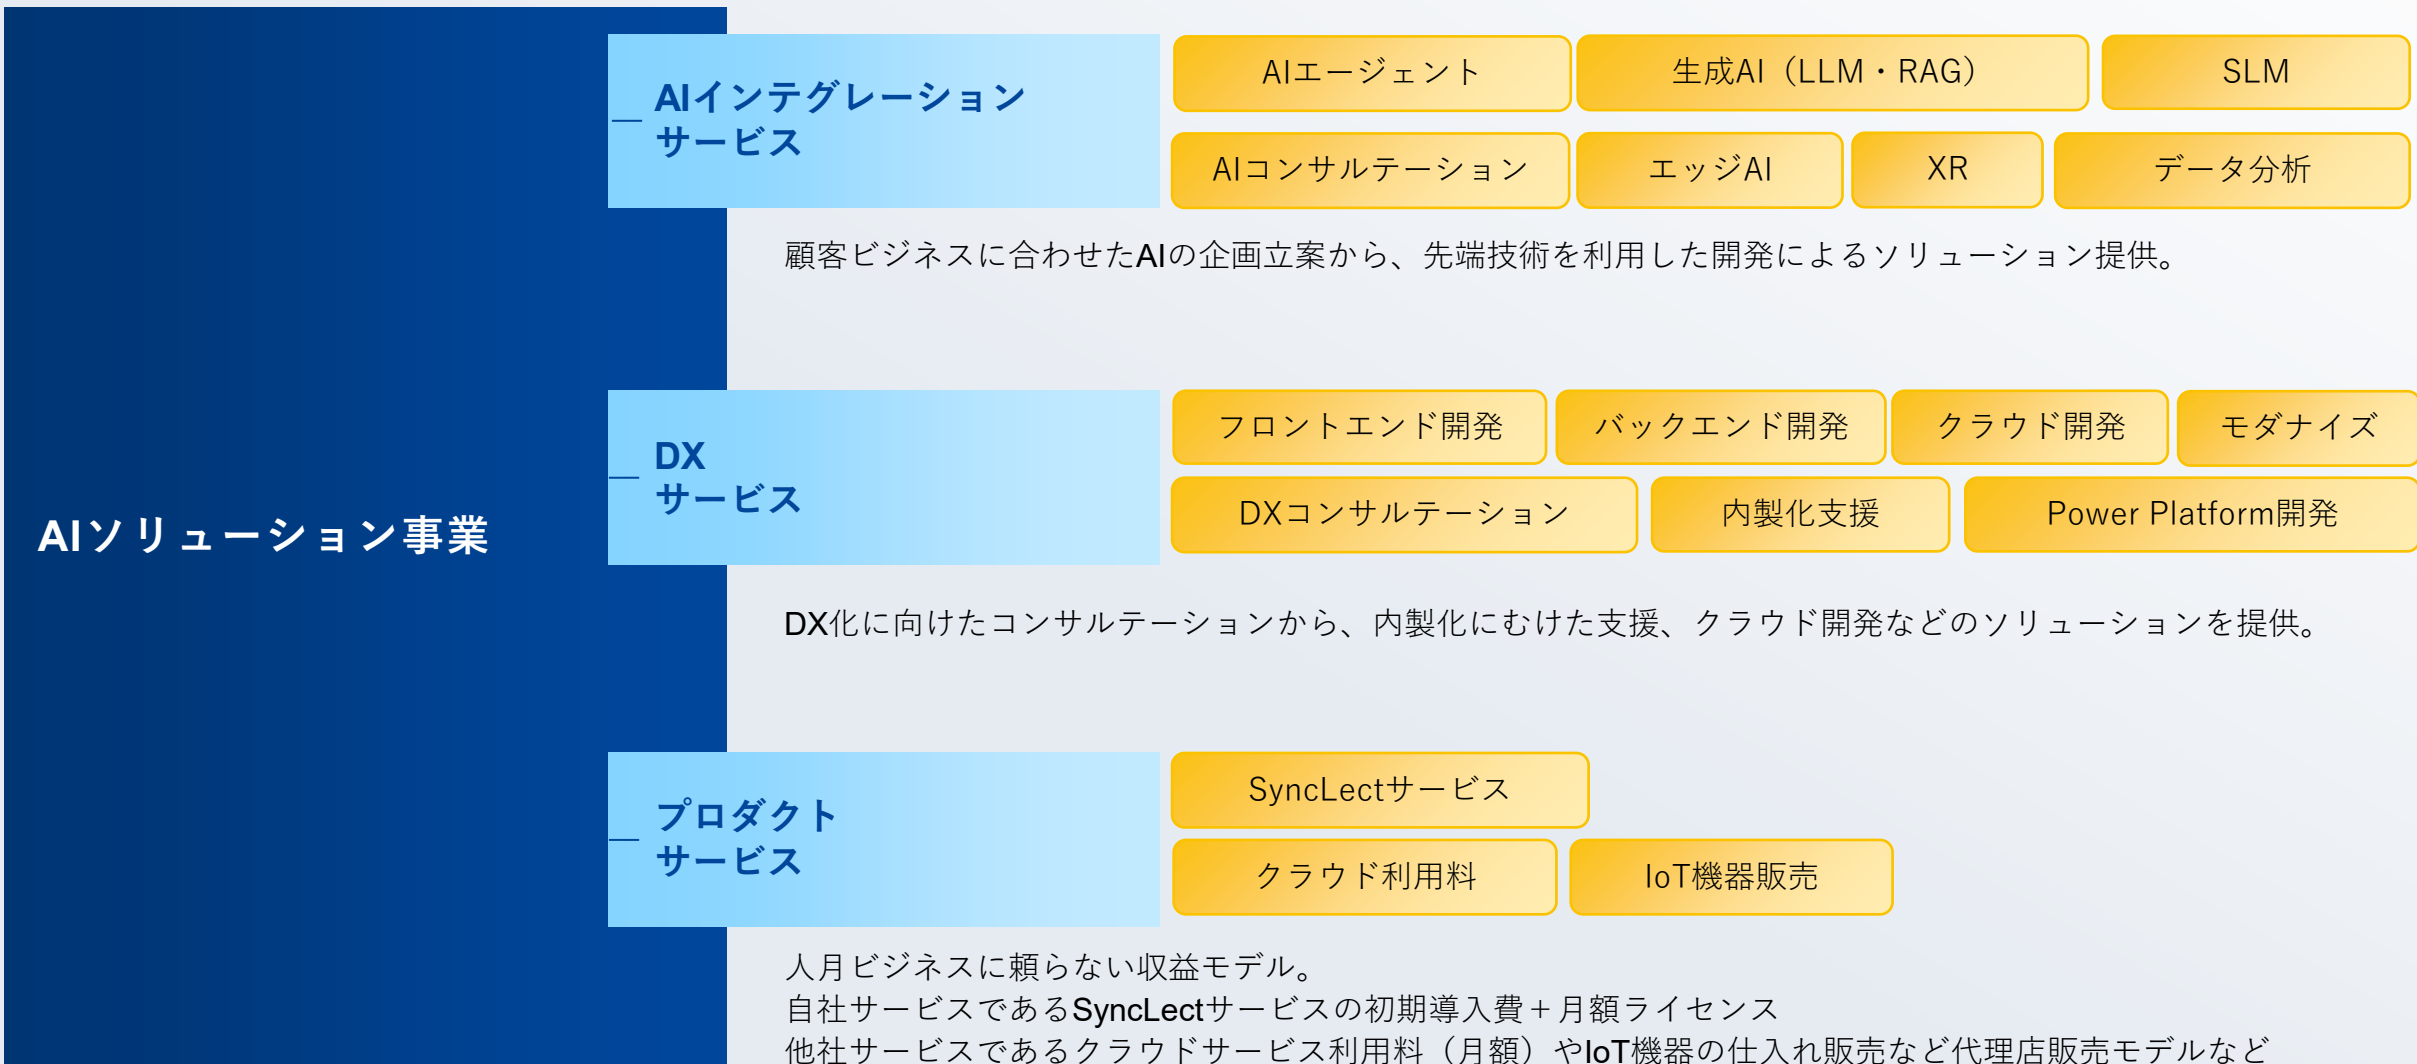 AIソリューション事業
AIインテグレーション
サービス
AIエージェント
生成AI（LLM・RAG）
SLM
AIコンサルテーション
エッジAI
XR
データ分析
顧客ビジネスに合わせたAIの企画立案から、先端技術を利用した開発によるソリューション提供。
DX
サービス
フロントエンド開発
バックエンド開発
クラウド開発
モダナイズ
DXコンサルテーション
内製化支援
Power Platform開発
DX化に向けたコンサルテーションから、内製化にむけた支援、クラウド開発などのソリューションを提供。
プロダクト
サービス
SyncLectサービス
クラウド利用料
IoT機器販売
人月ビジネスに頼らない収益モデル。
自社サービスであるSyncLectサービスの初期導入費＋月額ライセンス
他社サービスであるクラウドサービス利用料（月額）やIoT機器の仕入れ販売など代理店販売モデルなど